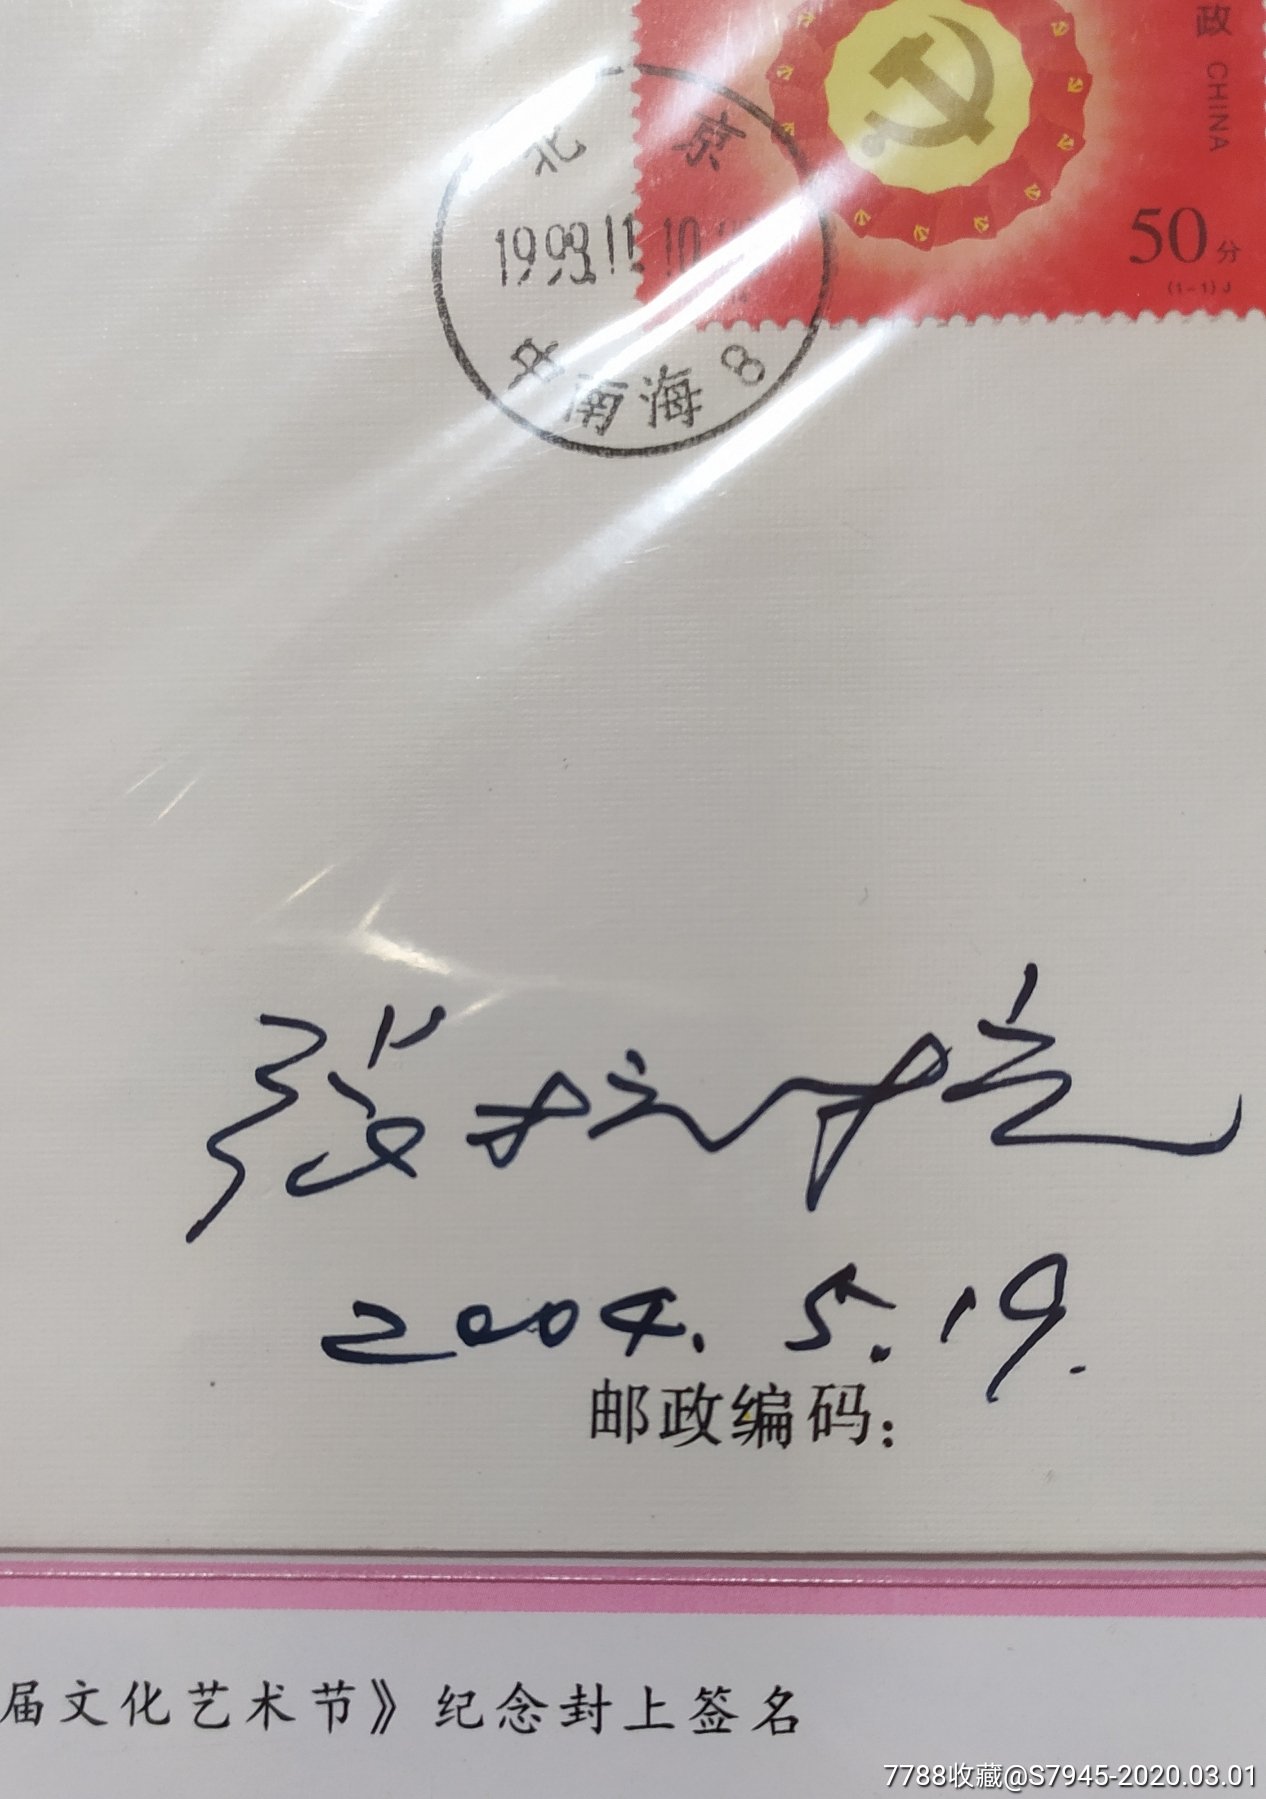 政 CHINA
北京
50分
(1-1)J
中南海 8
2004. 5. 19.
邮政编码:
届文化艺术节》纪念封上签名
7788收藏@S7945-2020.03.01